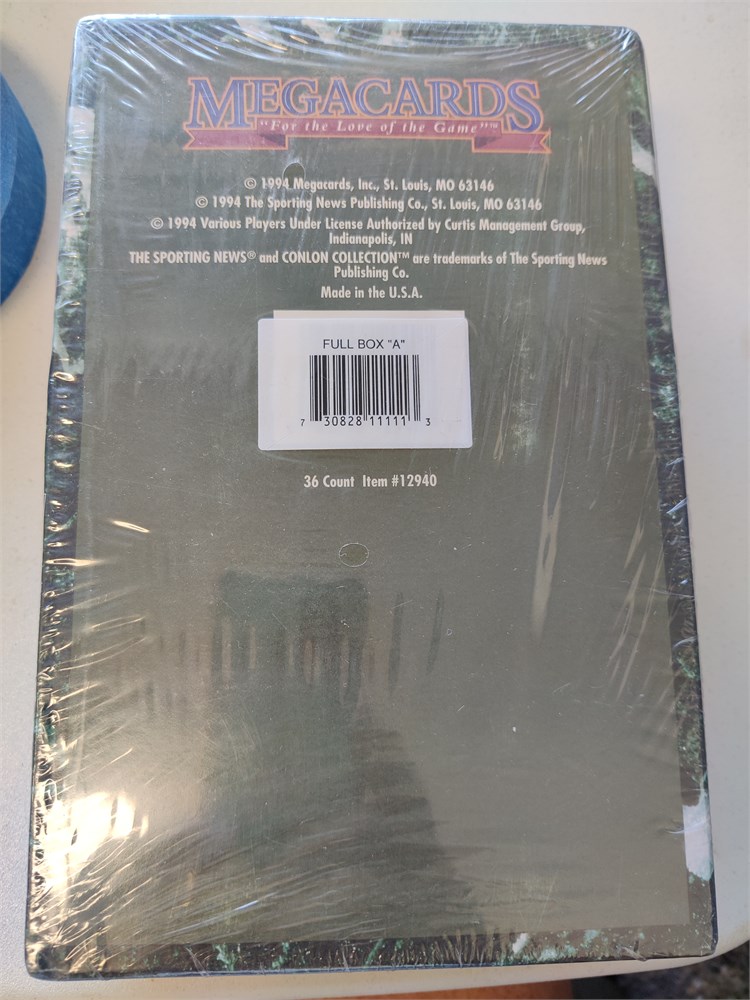 MEGACARDS
"For the Love of the Game"™
© 1994 Megacards, Inc., St. Louis, MO 63146
© 1994 The Sporting News Publishing Co., St. Louis, MO 63146
© 1994 Various Players Under License Authorized by Curtis Management Group,
Indianapolis, IN
THE SPORTING NEWS® and CONLON COLLECTION™ are trademarks of The Sporting News
Publishing Co.
Made in the U.S.A.
FULL BOX "A"
7 30828 11111 3
36 Count Item #12940